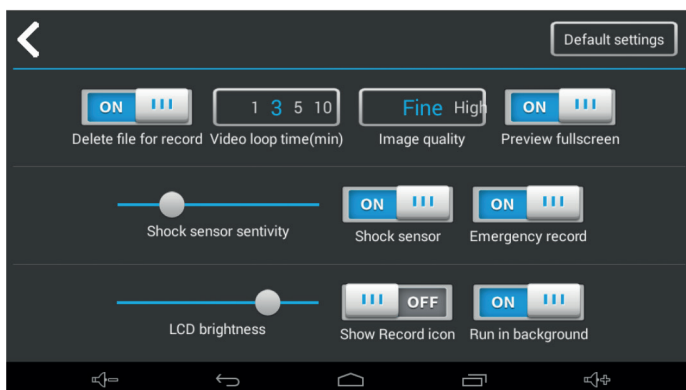 Default settings
ON 1 3 5 10 Fine High ON
Delete file for record Video loop time(min) Image quality Preview fullscreen
ON ON
Shock sensor sentivity Shock sensor Emergency record
OFF ON
LCD brightness Show Record icon Run in background